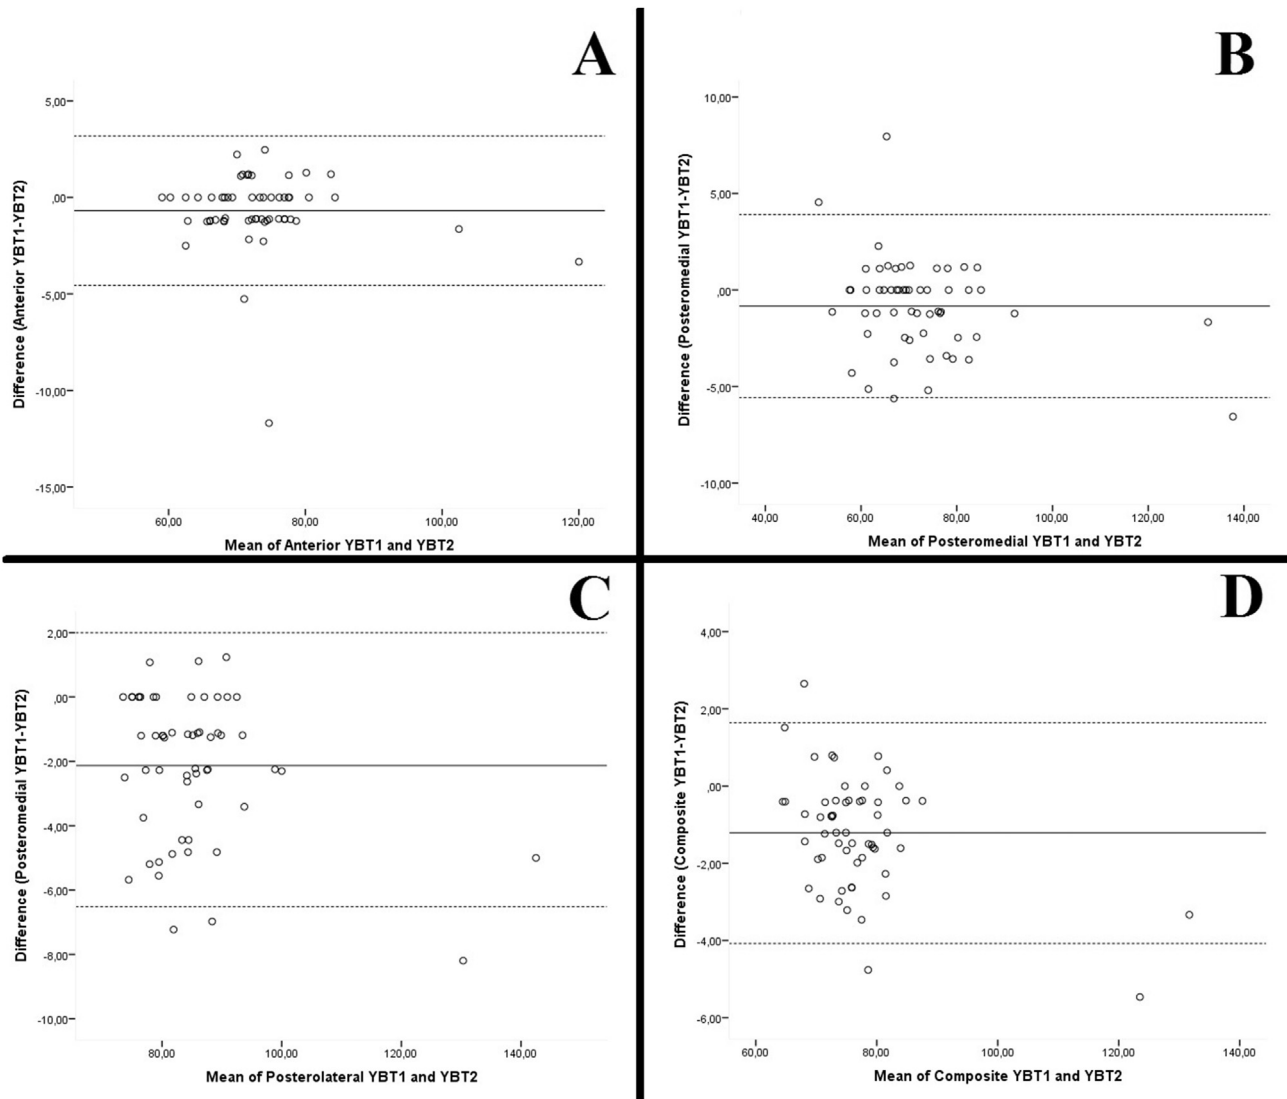 A
5,00
,00
-5,00
-10,00
-15,00
Difference (Anterior YBT1-YBT2)
60,00 80,00 100,00 120,00
Mean of Anterior YBT1 and YBT2
B
10,00
5,00
,00
-5,00
-10,00
Difference (Posteromedial YBT1-YBT2)
40,00 60,00 80,00 100,00 120,00 140,00
Mean of Posteromedial YBT1 and YBT2
C
2,00
,00
-2,00
-4,00
-6,00
-8,00
-10,00
Difference (Posteromedial YBT1-YBT2)
80,00 100,00 120,00 140,00
Mean of Posterolateral YBT1 and YBT2
D
4,00
2,00
,00
-2,00
-4,00
-6,00
Difference (Composite YBT1-YBT2)
60,00 80,00 100,00 120,00 140,00
Mean of Composite YBT1 and YBT2